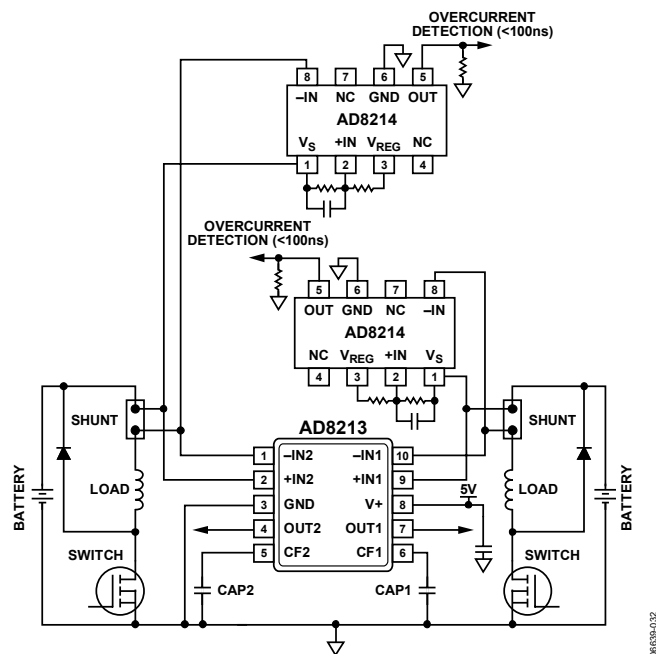 OVERCURRENT
DETECTION (<100ns)
8 7 6 5
–IN NC GND OUT
AD8214
VS +IN VREG NC
1 2 3 4
OVERCURRENT
DETECTION (<100ns)
5 6 7 8
OUT GND NC –IN
AD8214
NC VREG +IN VS
4 3 2 1
SHUNT
SHUNT
AD8213
1 –IN2 –IN1 10
2 +IN2 +IN1 9
3 GND V+ 8
4 OUT2 OUT1 7
5 CF2 CF1 6
5V
BATTERY
LOAD
LOAD
BATTERY
SWITCH
SWITCH
CAP2
CAP1
06639-032